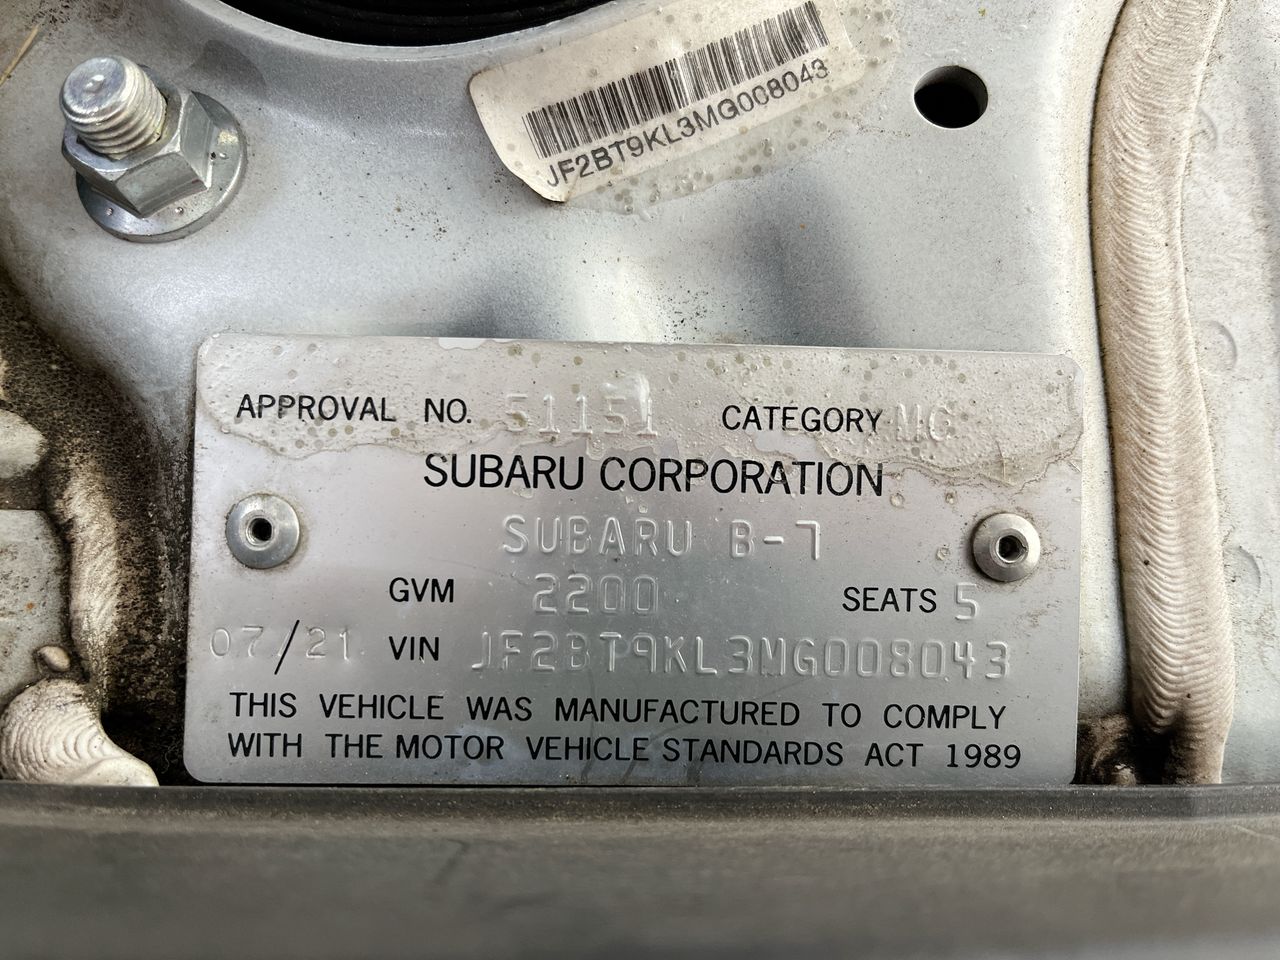 JF2BT9KL3MG008043
APPROVAL NO. 51151 CATEGORY MC
SUBARU CORPORATION
SUBARU B-7
GVM 2200 SEATS 5
07/21 VIN JF2BT9KL3MG008043
THIS VEHICLE WAS MANUFACTURED TO COMPLY
WITH THE MOTOR VEHICLE STANDARDS ACT 1989